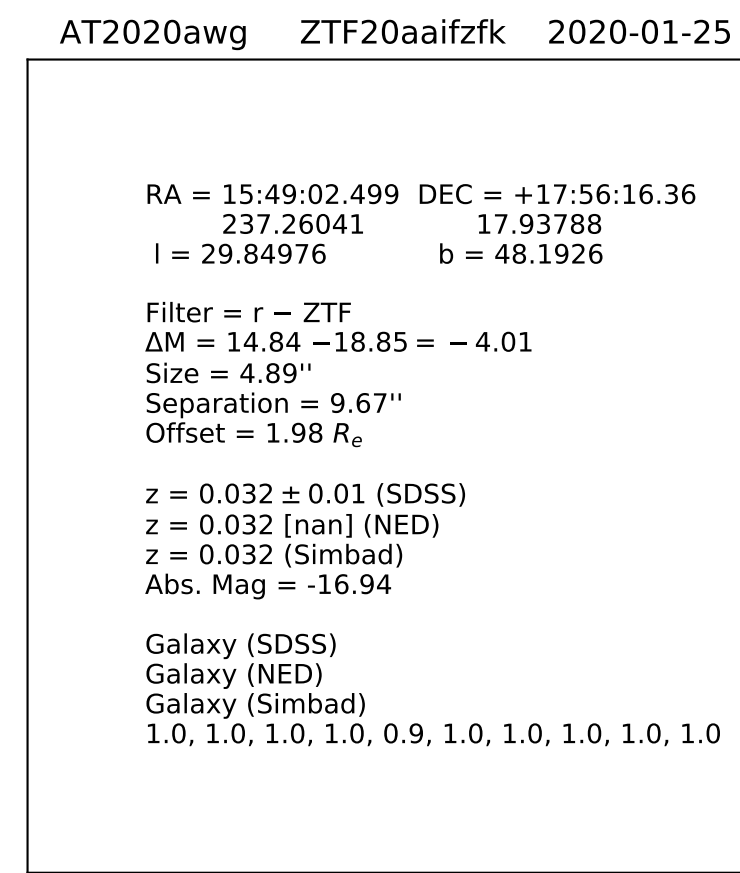 AT2020awg ZTF20aaifzfk 2020-01-25
RA = 15:49:02.499 DEC = +17:56:16.36
237.26041 17.93788
l = 29.84976 b = 48.1926
Filter = r − ZTF
ΔM = 14.84 −18.85 = − 4.01
Size = 4.89''
Separation = 9.67''
Offset = 1.98 Rₑ
z = 0.032 ± 0.01 (SDSS)
z = 0.032 [nan] (NED)
z = 0.032 (Simbad)
Abs. Mag = -16.94
Galaxy (SDSS)
Galaxy (NED)
Galaxy (Simbad)
1.0, 1.0, 1.0, 1.0, 0.9, 1.0, 1.0, 1.0, 1.0, 1.0